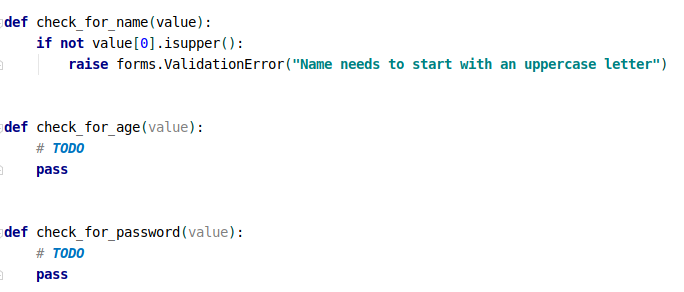 def check_for_name(value):
    if not value[0].isupper():
        raise forms.ValidationError("Name needs to start with an uppercase letter")
def check_for_age(value):
    # TODO
    pass
def check_for_password(value):
    # TODO
    pass